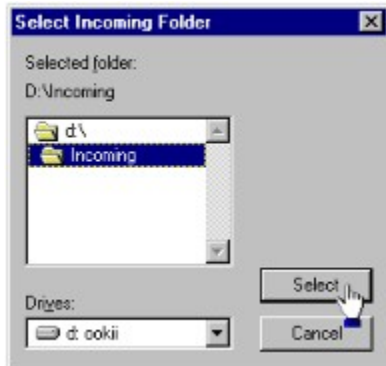 Select Incoming Folder
Selected folder:
D:\Incoming
d:\
Incoming
Select
Drives:
d: ookii
Cancel